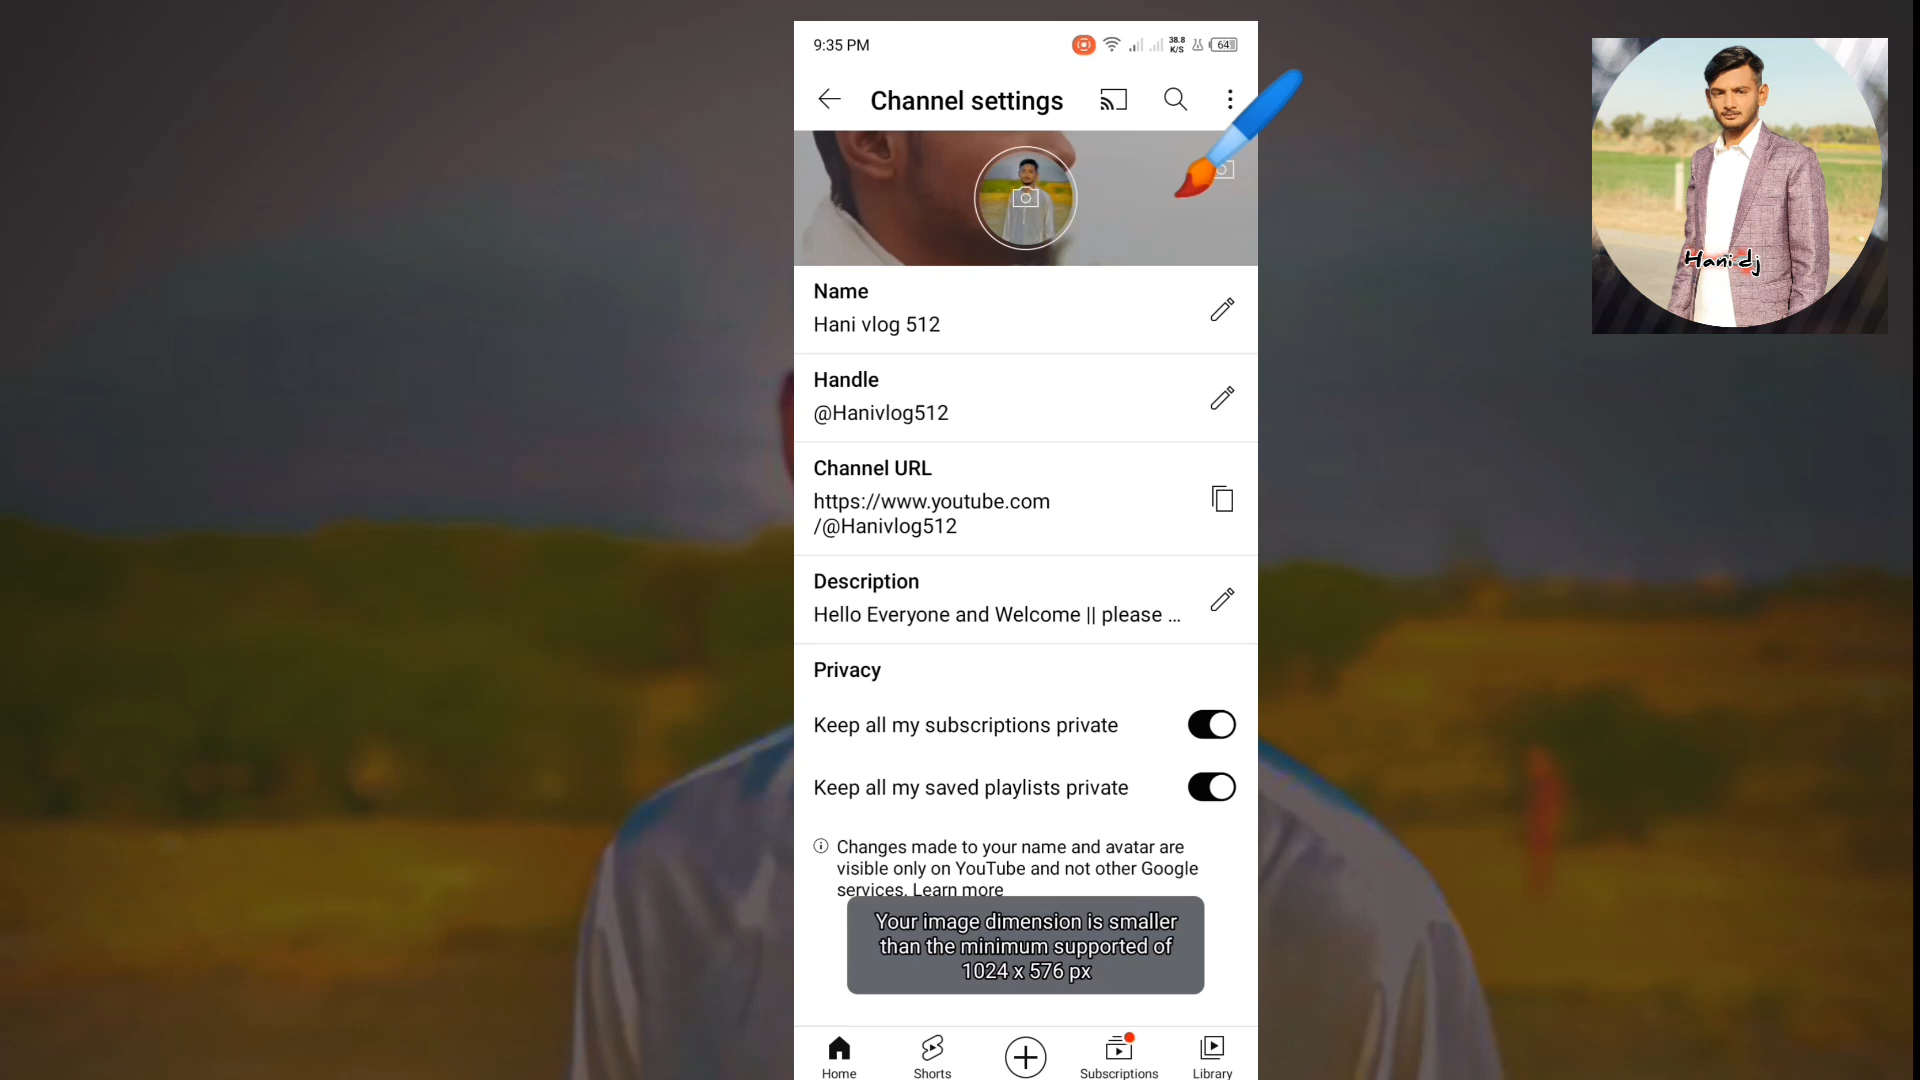 9:35 PM
38.8
K/S
64
Channel settings
Hani dj
Name
Hani vlog 512
Handle
@Hanivlog512
Channel URL
https://www.youtube.com
/@Hanivlog512
Description
Hello Everyone and Welcome || please ...
Privacy
Keep all my subscriptions private
Keep all my saved playlists private
Changes made to your name and avatar are
visible only on YouTube and not other Google
services. Learn more
Your image dimension is smaller
than the minimum supported of
1024 x 576 px
Home
Shorts
Subscriptions
Library